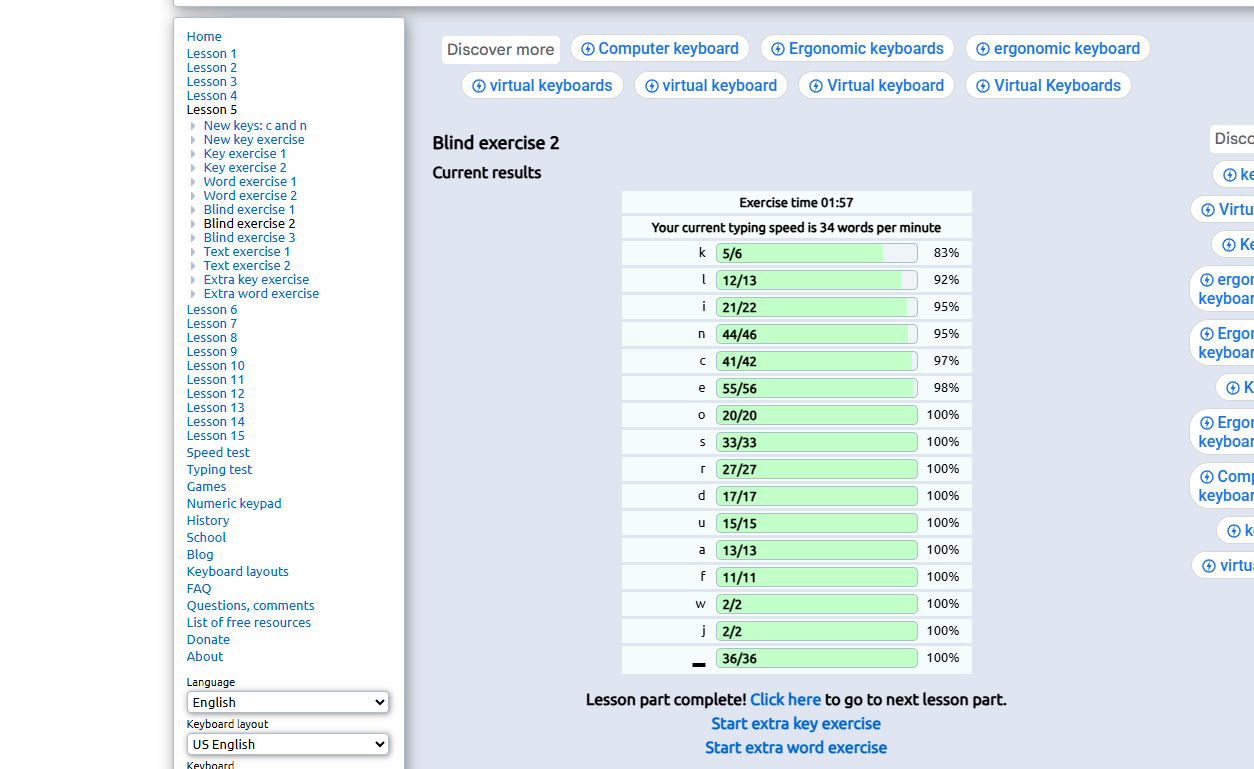 Home
Lesson 1
Lesson 2
Lesson 3
Lesson 4
Lesson 5
New keys: c and n
New key exercise
Key exercise 1
Key exercise 2
Word exercise 1
Word exercise 2
Blind exercise 1
Blind exercise 2
Blind exercise 3
Text exercise 1
Text exercise 2
Extra key exercise
Extra word exercise
Lesson 6
Lesson 7
Lesson 8
Lesson 9
Lesson 10
Lesson 11
Lesson 12
Lesson 13
Lesson 14
Lesson 15
Speed test
Typing test
Games
Numeric keypad
History
School
Blog
Keyboard layouts
FAQ
Questions, comments
List of free resources
Donate
About
Language
English
Keyboard layout
US English
Keyboard
Discover more Computer keyboard Ergonomic keyboards ergonomic keyboard
virtual keyboards virtual keyboard Virtual keyboard Virtual Keyboards
Blind exercise 2
Current results
Exercise time 01:57
Your current typing speed is 34 words per minute
k 5/6 83%
l 12/13 92%
i 21/22 95%
n 44/46 95%
c 41/42 97%
e 55/56 98%
o 20/20 100%
s 33/33 100%
r 27/27 100%
d 17/17 100%
u 15/15 100%
a 13/13 100%
f 11/11 100%
w 2/2 100%
j 2/2 100%
_ 36/36 100%
Lesson part complete! Click here to go to next lesson part.
Start extra key exercise
Start extra word exercise
Disco
ke
Virtu
Ke
ergon
keyboar
Ergon
keyboar
K
Ergon
keyboar
Comp
keyboar
ke
virtua